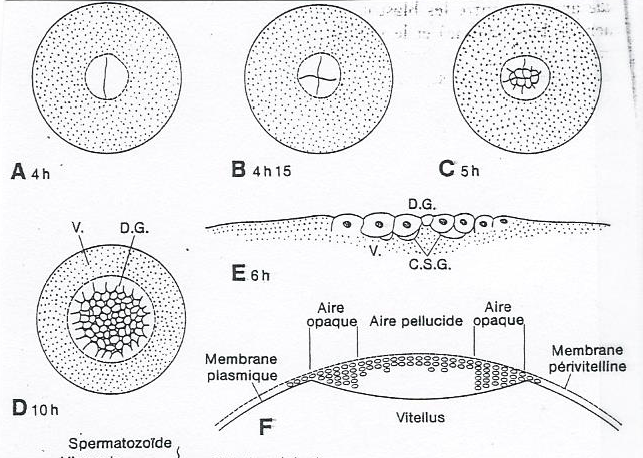 A 4h
B 4h15
C 5h
V. D.G.
D 10h
D.G.
V.
C.S.G.
E 6h
Aire opaque
Aire pellucide
Aire opaque
Membrane plasmique
Membrane périvitelline
Vitellus
F
Spermatozoïde